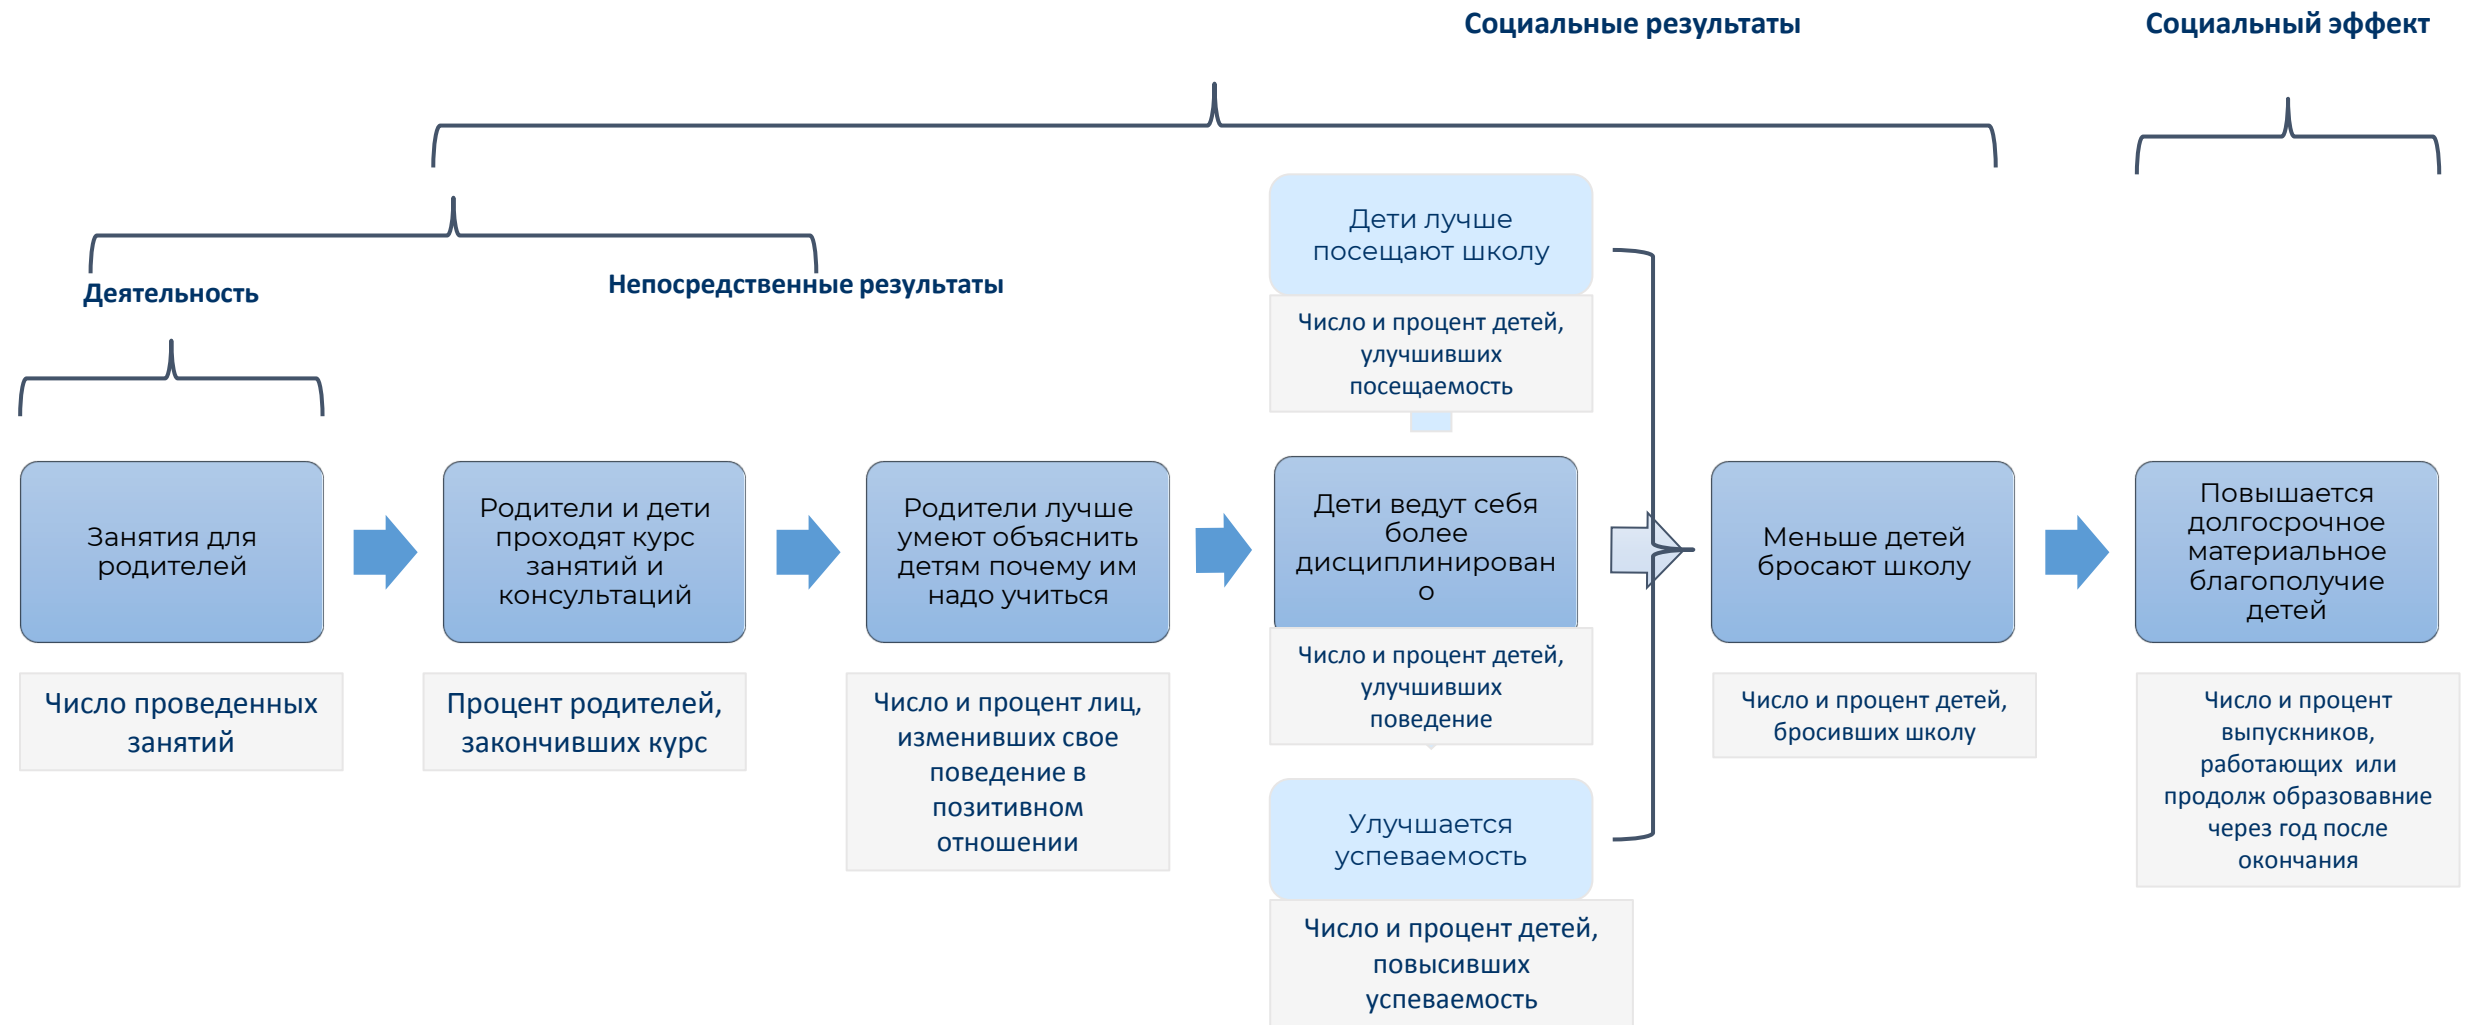 Социальные результаты
Социальный эффект
Деятельность
Непосредственные результаты
Занятия для
родителей
Число проведенных
занятий
Родители и дети
проходят курс
занятий и
консультаций
Процент родителей,
закончивших курс
Родители лучше
умеют объяснить
детям почему им
надо учиться
Число и процент лиц,
изменивших свое
поведение в
позитивном
отношении
Дети лучше
посещают школу
Число и процент детей,
улучшивших
посещаемость
Дети ведут себя
более
дисциплинирован
о
Число и процент детей,
улучшивших
поведение
Улучшается
успеваемость
Число и процент детей,
повысивших
успеваемость
Меньше детей
бросают школу
Число и процент детей,
бросивших школу
Повышается
долгосрочное
материальное
благополучие
детей
Число и процент
выпускников,
работающих или
продолж образовавние
через год после
окончания